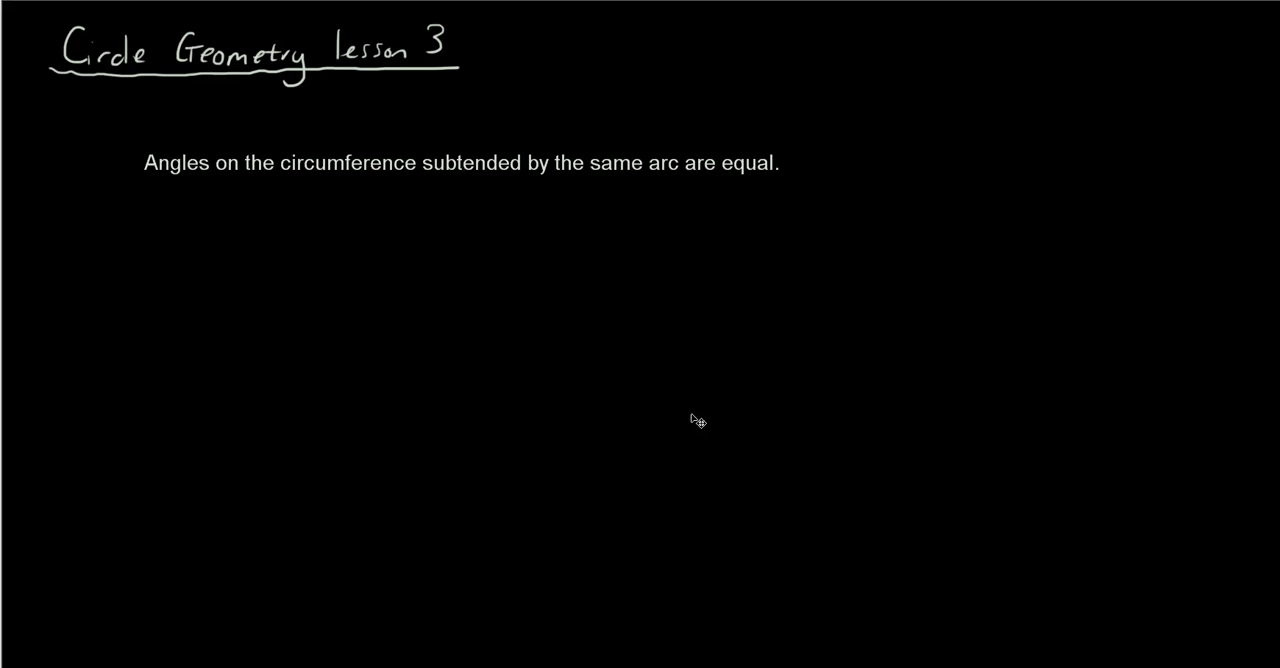 Circle Geometry lesson 3
Angles on the circumference subtended by the same arc are equal.